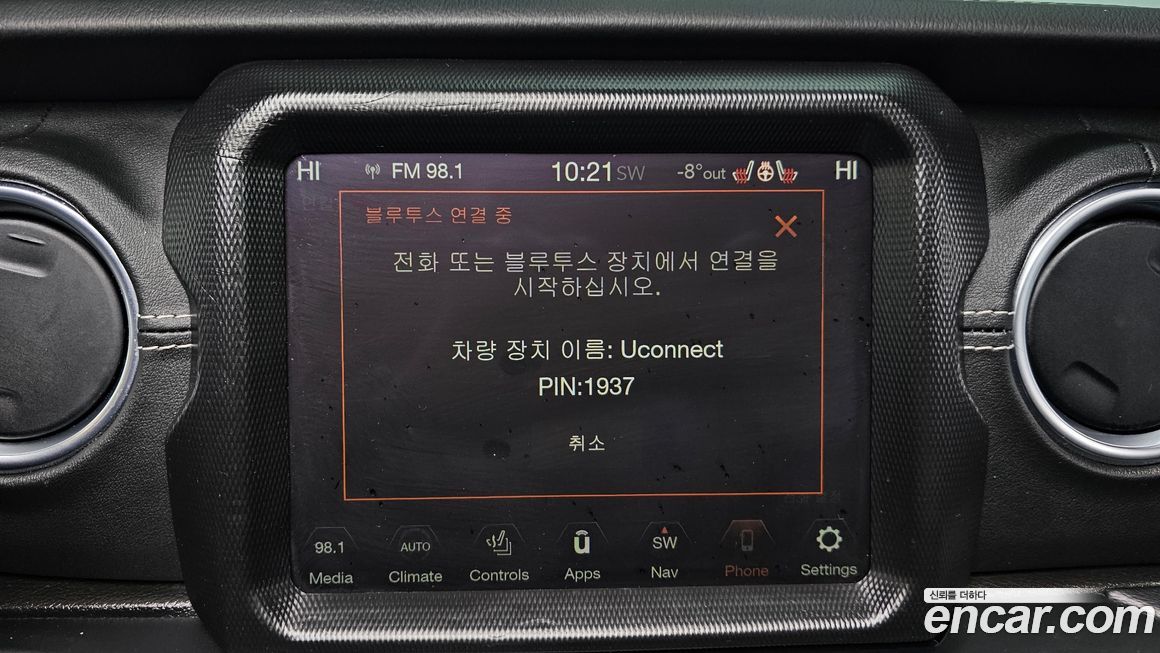 HI FM 98.1 10:21 SW -8°out HI
블루투스 연결 중
전화 또는 블루투스 장치에서 연결을
시작하십시오.
차량 장치 이름: Uconnect
PIN:1937
취소
98.1 AUTO SW
Media Climate Controls Apps Nav Phone Settings
신뢰를 더하다
encar.com